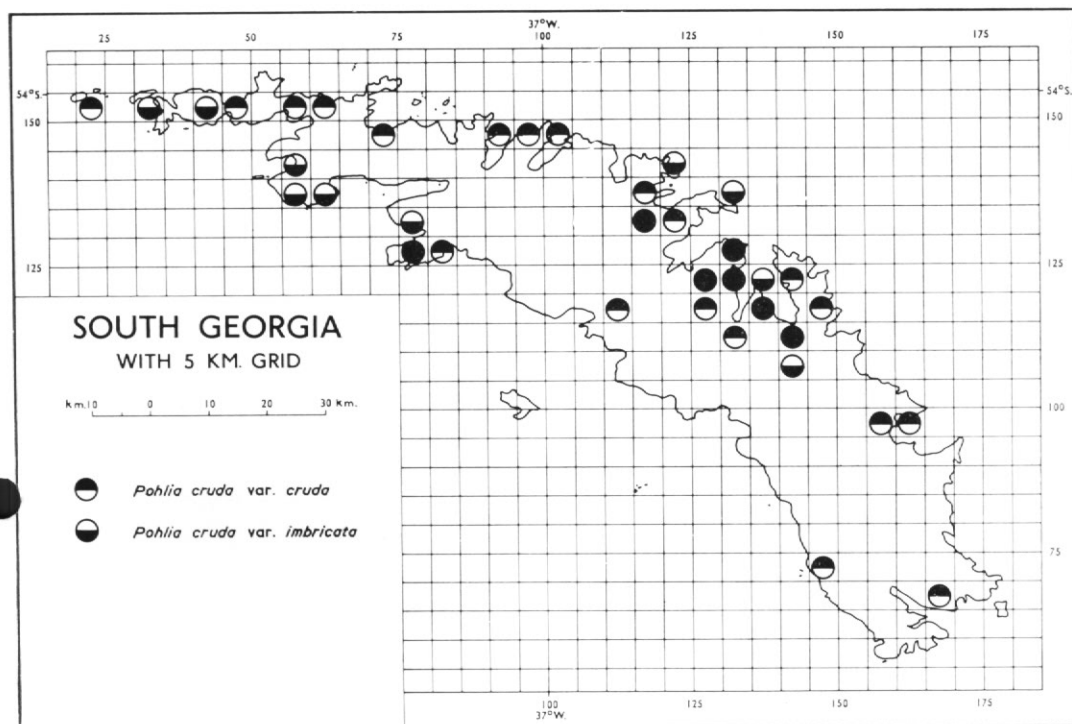 37°W.
25 50 75 100 125 150 175
54°S. 54°S.
150 150
125 125
SOUTH GEORGIA
WITH 5 KM. GRID
km.10 0 10 20 30 km.
100
Pohlia cruda var. cruda
Pohlia cruda var. imbricata
75
100 125 150 175
37°W.